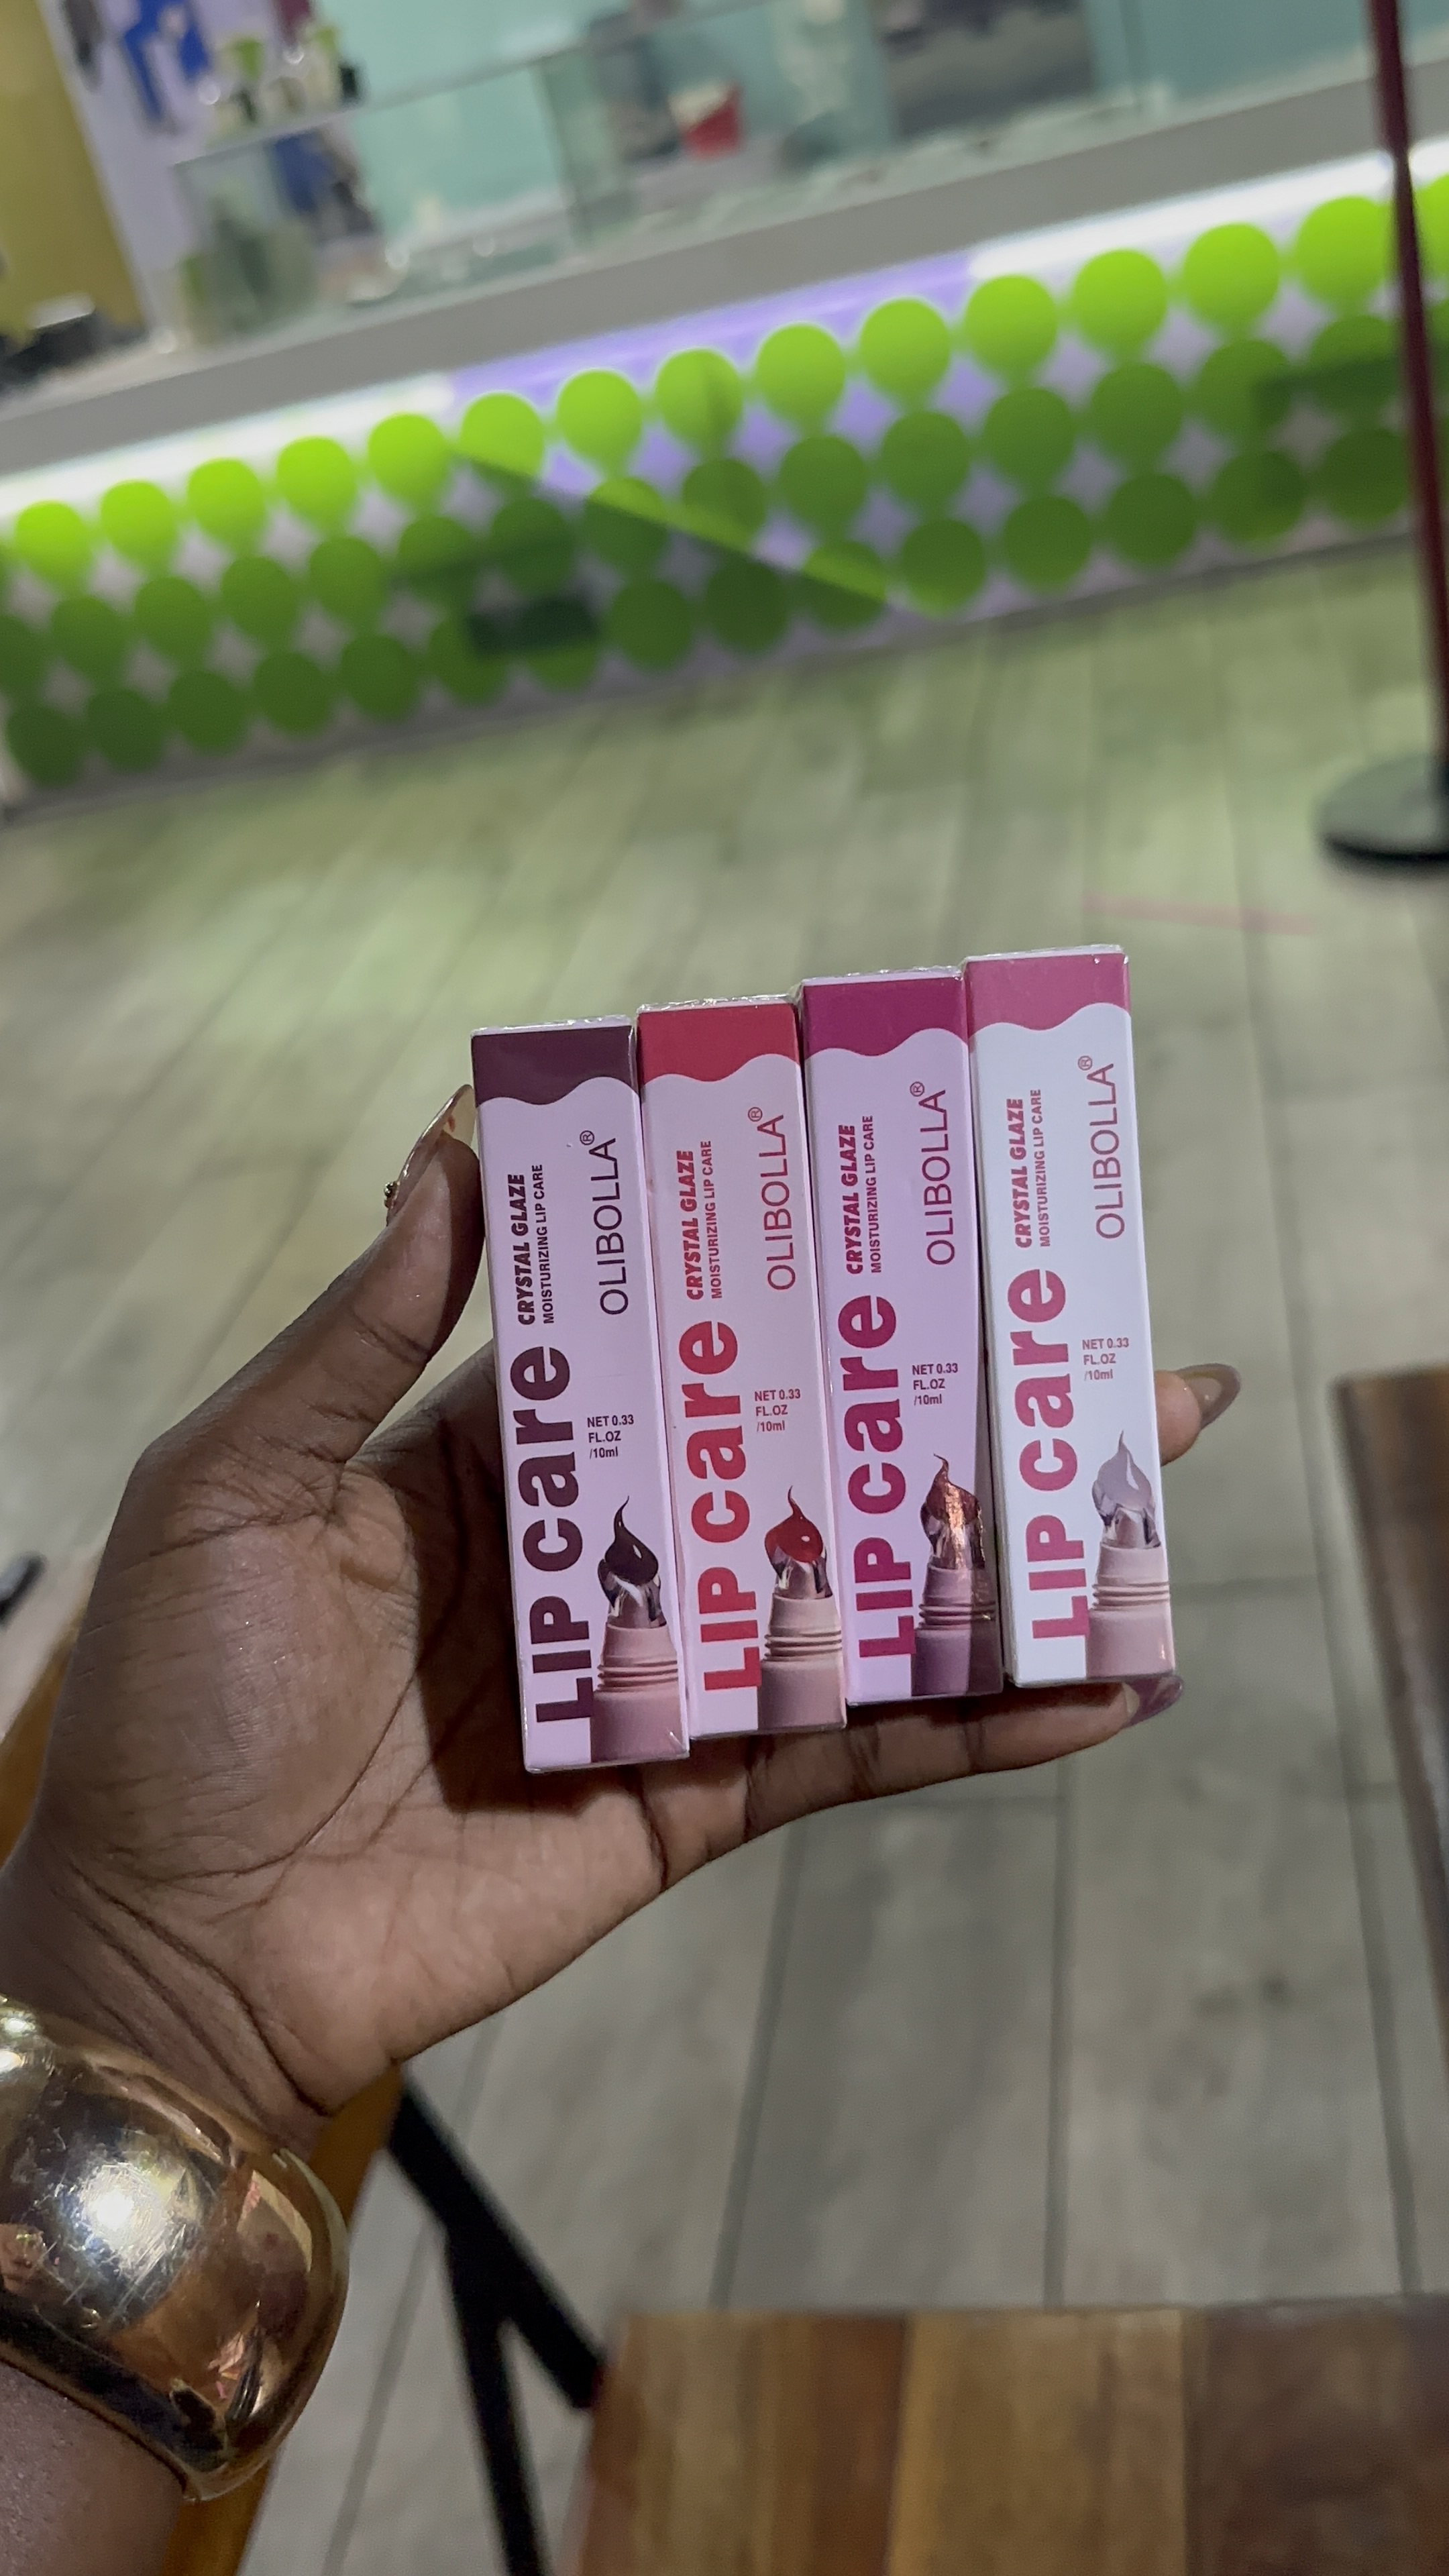 LIP care
CRYSTAL GLAZE
MOISTURIZING LIP CARE
OLIBOLLA®
NET 0.33
FL.OZ
/10ml
LIP care
CRYSTAL GLAZE
MOISTURIZING LIP CARE
OLIBOLLA®
NET 0.33
FL.OZ
/10ml
LIP care
CRYSTAL GLAZE
MOISTURIZING LIP CARE
OLIBOLLA®
NET 0.33
FL.OZ
/10ml
LIP care
CRYSTAL GLAZE
MOISTURIZING LIP CARE
OLIBOLLA®
NET 0.33
FL.OZ
/10ml